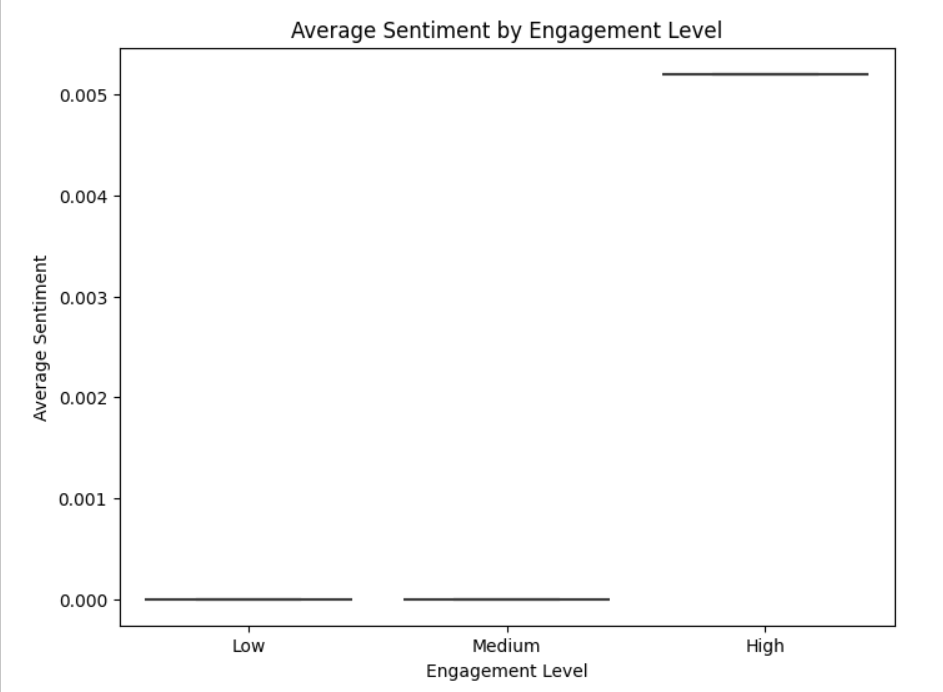 Average Sentiment by Engagement Level
0.005
0.004
0.003
0.002
0.001
0.000
Average Sentiment
Low Medium High
Engagement Level